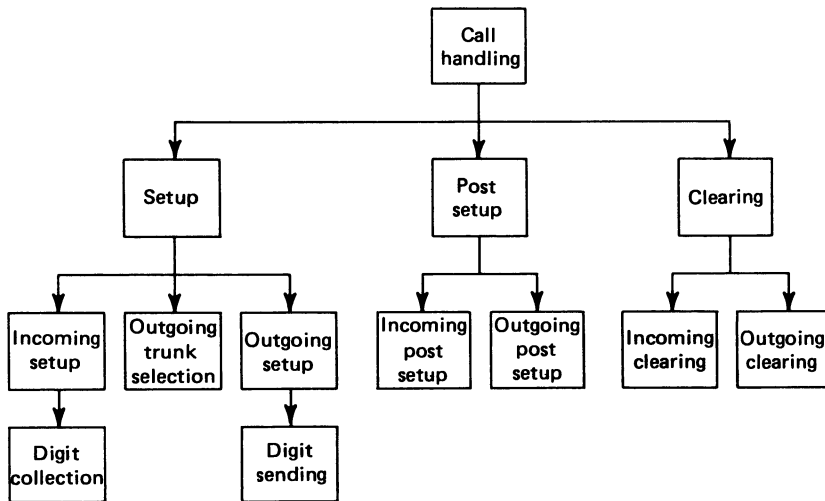 Call
handling
Setup
Post
setup
Clearing
Incoming
setup
Outgoing
trunk
selection
Outgoing
setup
Incoming
post
setup
Outgoing
post
setup
Incoming
clearing
Outgoing
clearing
Digit
collection
Digit
sending